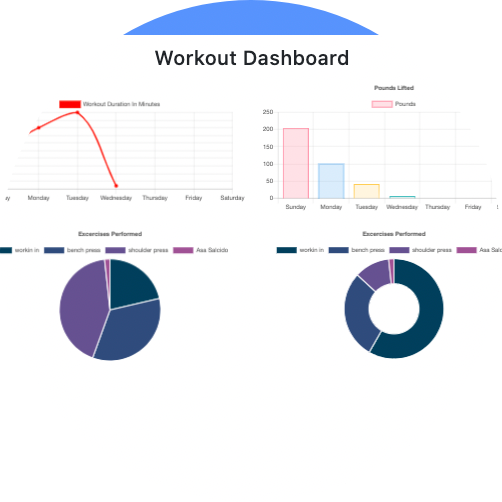 Workout Dashboard
Workout Duration In Minutes
Monday Tuesday Wednesday Thursday Friday Saturday
Pounds Lifted
Pounds
250
200
150
100
50
0
Sunday Monday Tuesday Wednesday Thursday Friday
Excercises Performed
workin in bench press shoulder press Asa Salcido
Excercises Performed
workin in bench press shoulder press Asa Salc